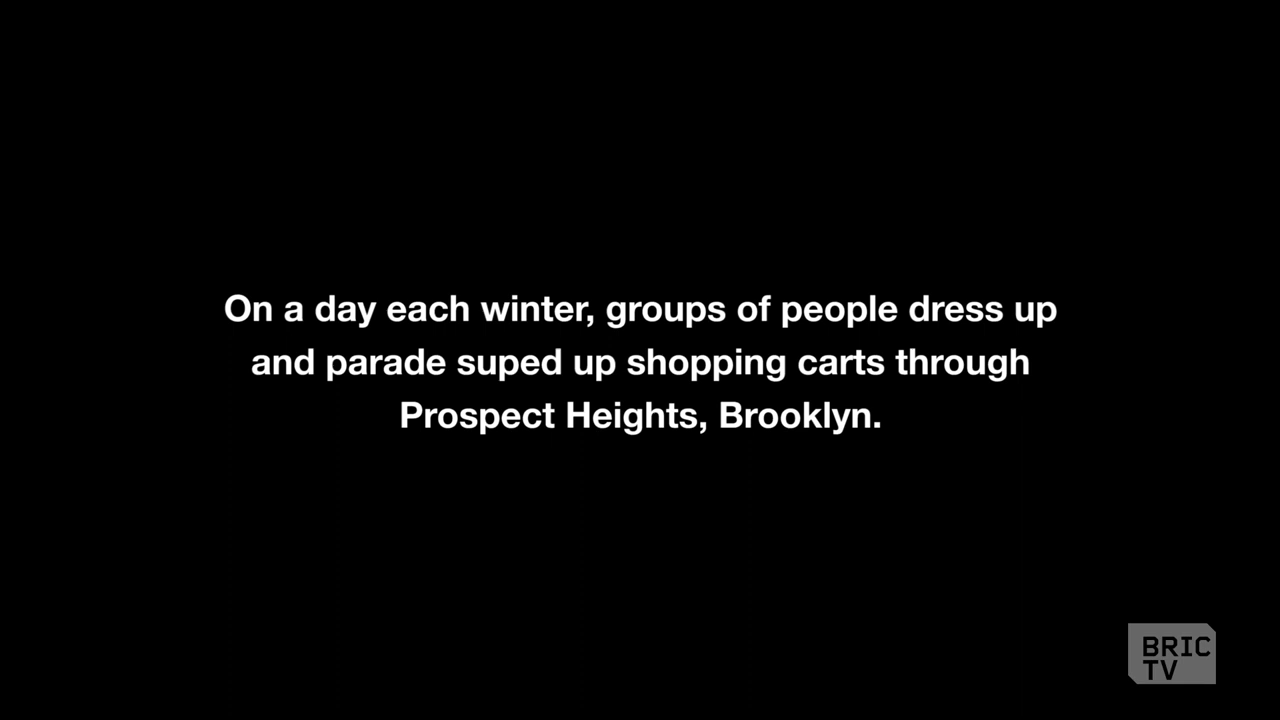 On a day each winter, groups of people dress up
and parade suped up shopping carts through
Prospect Heights, Brooklyn.
BRIC
TV